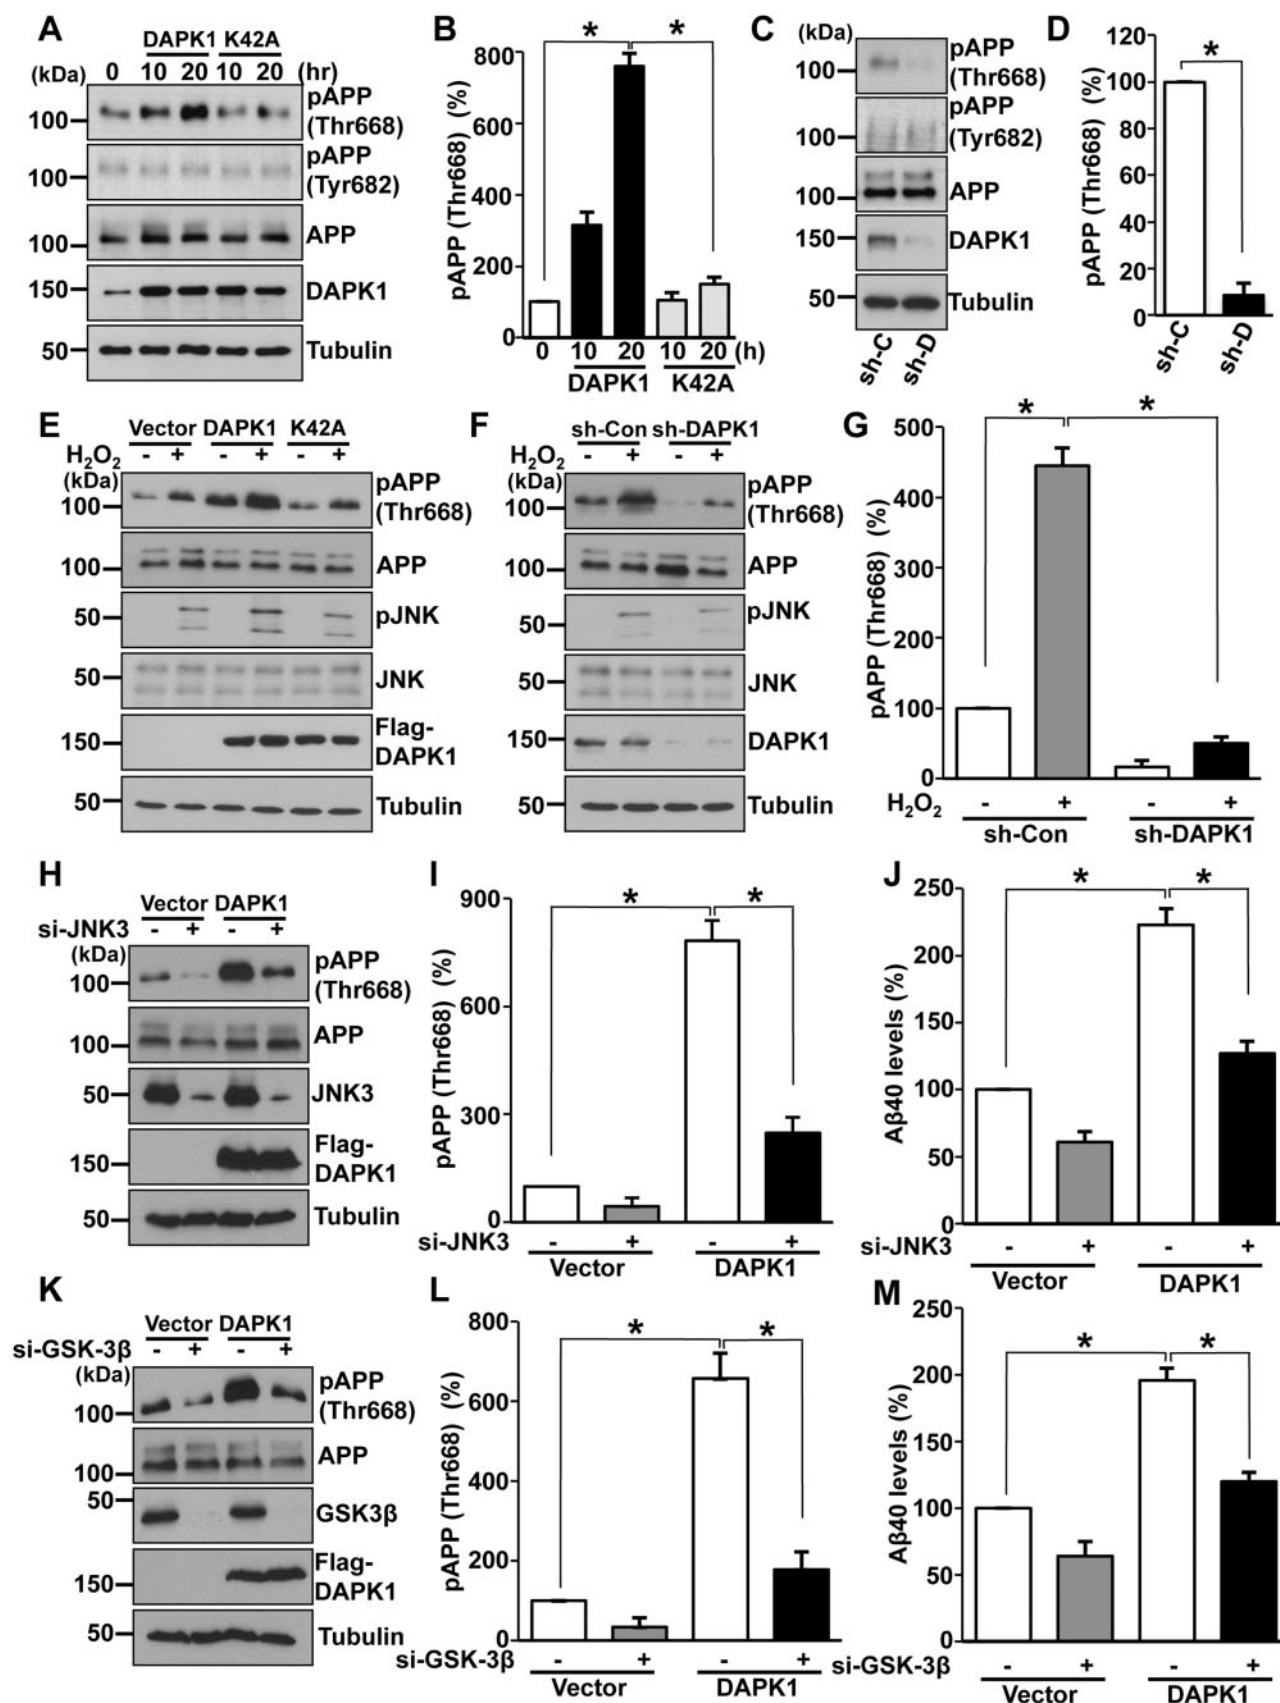 A
DAPK1 K42A
(kDa) 0 10 20 10 20 (hr)
100 pAPP (Thr668)
100 pAPP (Tyr682)
100 APP
150 DAPK1
50 Tubulin
B
pAPP (Thr668) (%)
800
600
400
200
0
* *
0 10 20 10 20 (h)
DAPK1 K42A
C
(kDa)
100 pAPP (Thr668)
100 pAPP (Tyr682)
100 APP
150 DAPK1
50 Tubulin
sh-C sh-D
D
pAPP (Thr668) (%)
120
100
80
60
40
20
0
*
sh-C sh-D
E
Vector DAPK1 K42A
H2O2 - + - + - +
(kDa)
100 pAPP (Thr668)
100 APP
50 pJNK
50 JNK
150 Flag-DAPK1
50 Tubulin
F
sh-Con sh-DAPK1
H2O2 - + - +
(kDa)
100 pAPP (Thr668)
100 APP
50 pJNK
50 JNK
150 DAPK1
50 Tubulin
G
pAPP (Thr668) (%)
500
400
300
200
100
0
* *
H2O2 - + - +
sh-Con sh-DAPK1
H
Vector DAPK1
si-JNK3 - + - +
(kDa)
100 pAPP (Thr668)
100 APP
50 JNK3
150 Flag-DAPK1
50 Tubulin
I
pAPP (Thr668) (%)
900
600
300
0
* *
si-JNK3 - + - +
Vector DAPK1
J
Aβ40 levels (%)
250
200
150
100
50
0
* *
si-JNK3 - + - +
Vector DAPK1
K
Vector DAPK1
si-GSK-3β - + - +
(kDa)
100 pAPP (Thr668)
100 APP
50 GSK3β
150 Flag-DAPK1
50 Tubulin
L
pAPP (Thr668) (%)
800
600
400
200
0
* *
si-GSK-3β - + - +
Vector DAPK1
M
Aβ40 levels (%)
250
200
150
100
50
0
* *
si-GSK-3β - + - +
Vector DAPK1